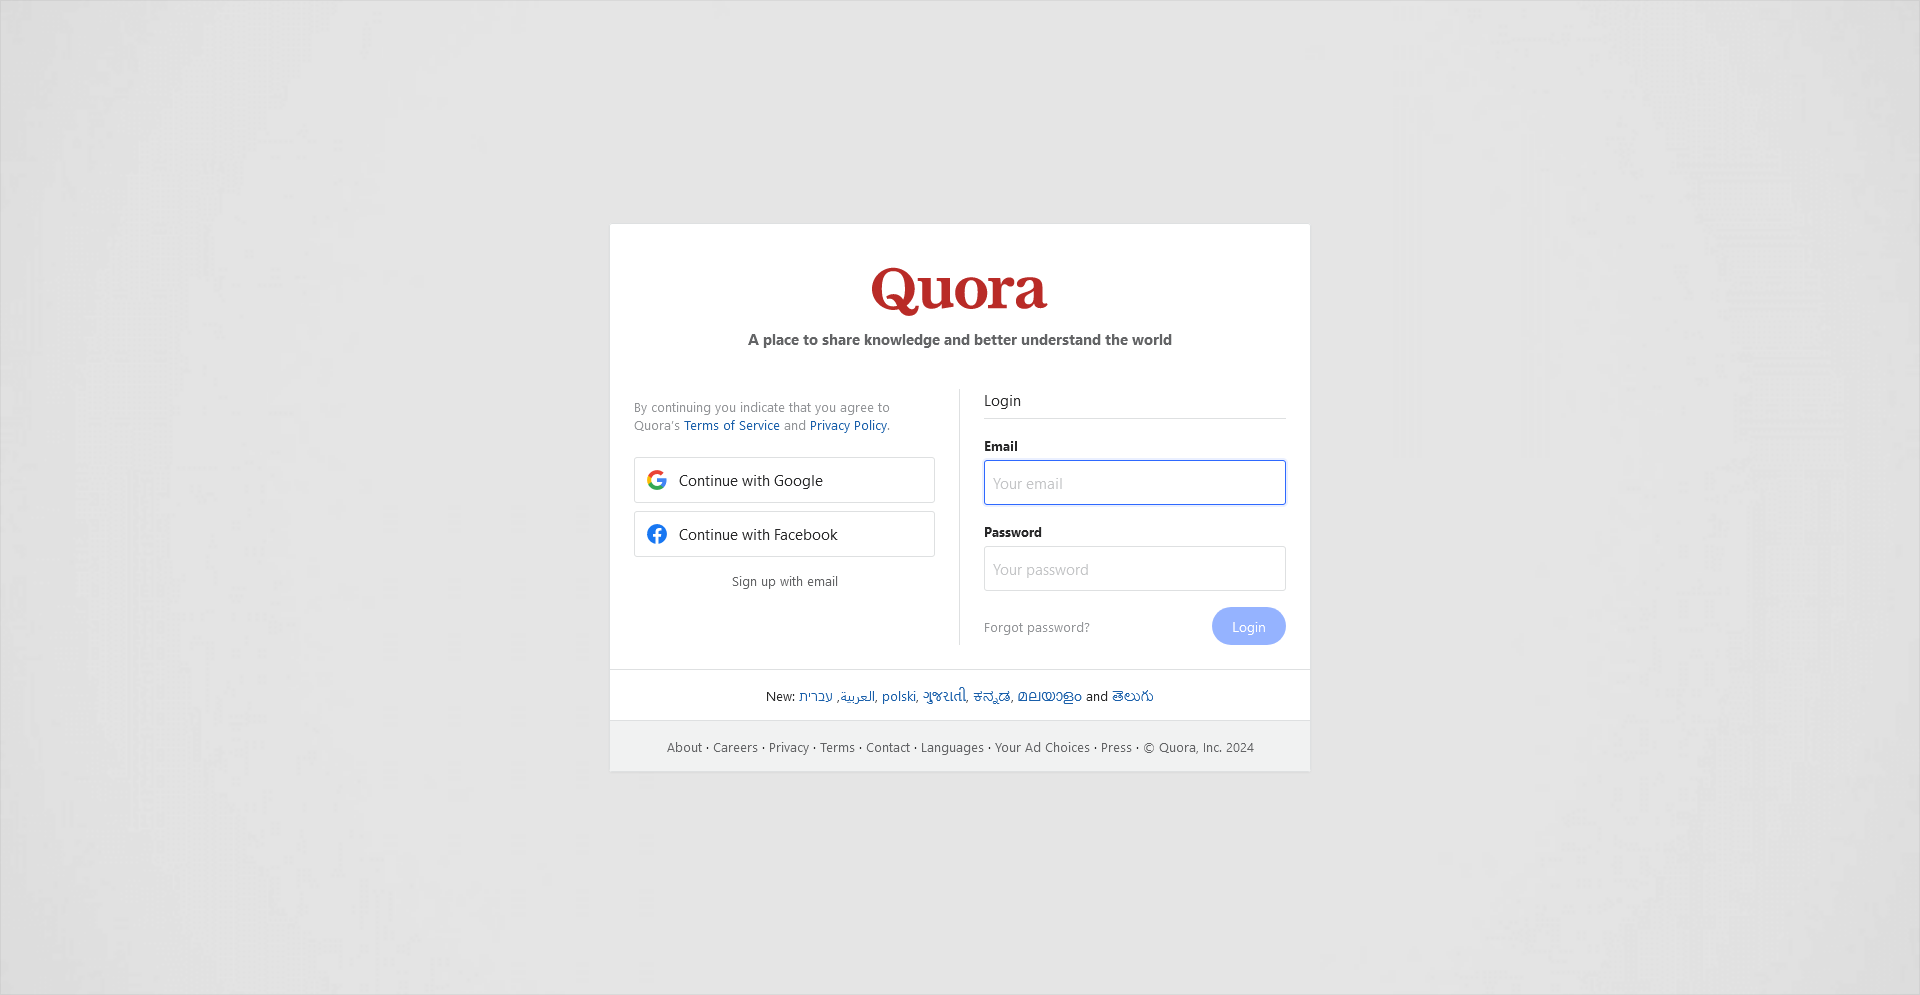 Quora
A place to share knowledge and better understand the world
By continuing you indicate that you agree to
Quora's Terms of Service and Privacy Policy.
Continue with Google
Continue with Facebook
Sign up with email
Login
Email
Your email
Password
Your password
Forgot password?
Login
New: עברית ,العربية, polski, ગુજરાતી, ಕನ್ನಡ, മലയാളം and తెలుగు
About · Careers · Privacy · Terms · Contact · Languages · Your Ad Choices · Press · © Quora, Inc. 2024